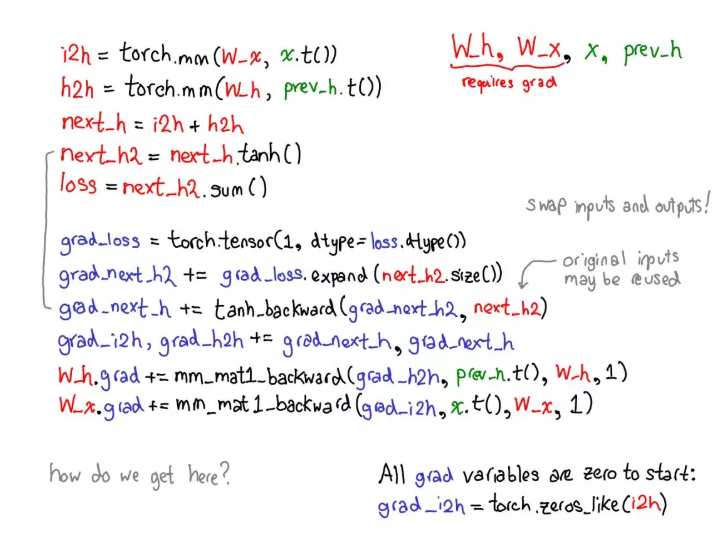 i2h = torch.mm(W_x, x.t())
h2h = torch.mm(W_h, prev_h.t())
next_h = i2h + h2h
next_h2 = next_h.tanh()
loss = next_h2.sum()
W_h, W_x, x, prev_h
requires grad
swap inputs and outputs!
grad_loss = torch.tensor(1, dtype=loss.dtype())
grad_next_h2 += grad_loss.expand(next_h2.size())
original inputs
may be reused
grad_next_h += tanh_backward(grad_next_h2, next_h2)
grad_i2h, grad_h2h += grad_next_h, grad_next_h
W_h.grad += mm_mat1_backward(grad_h2h, prev_h.t(), W_h, 1)
W_x.grad += mm_mat1_backward(grad_i2h, x.t(), W_x, 1)
how do we get here?
All grad variables are zero to start:
grad_i2h = torch.zeros_like(i2h)